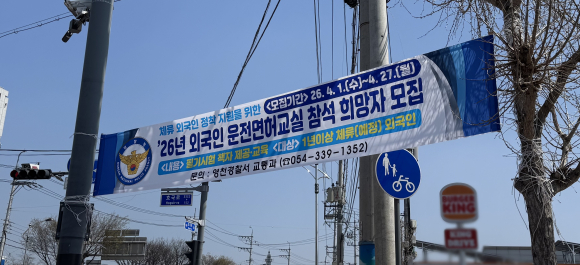 체류 외국인 정착 지원을 위한 <모집기간> 26. 4. 1.(수)~4. 27.(월)
'26년 외국인 운전면허교실 참석 희망자 모집
<내용> 필기시험 책자 제공·교육 <대상> 1년이상 체류(예정) 외국인
문의 : 영천경찰서 교통과 (☎054-339-1352)
BURGER
KING